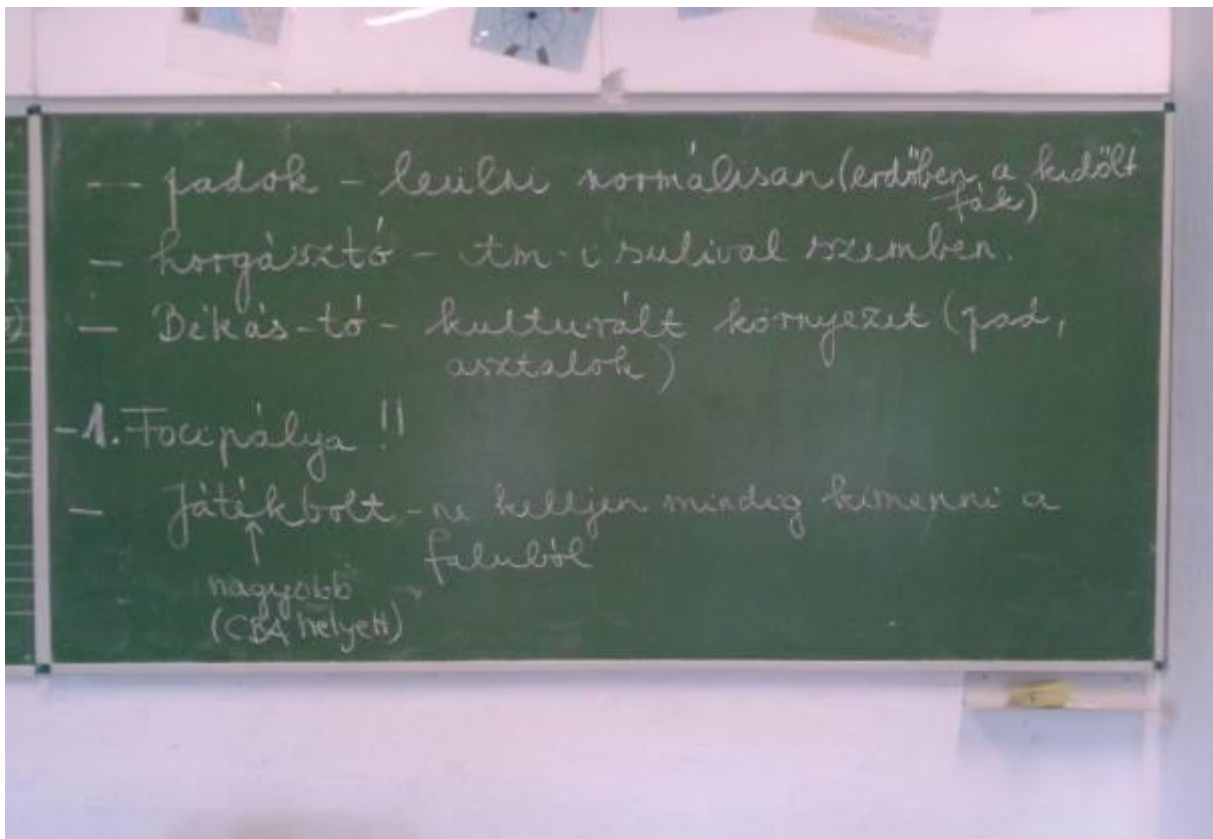 — padok - leülni normálisan (erdőben a kidőlt
fák)
— horgásztó - tm-i sulival szemben.
— Békás-tó - kulturált környezet (pad,
asztalok)
-1. Focipálya !!
— Játékbolt - ne kelljen mindig kimenni a
faluból
↑
nagyobb
(CBA helyett)